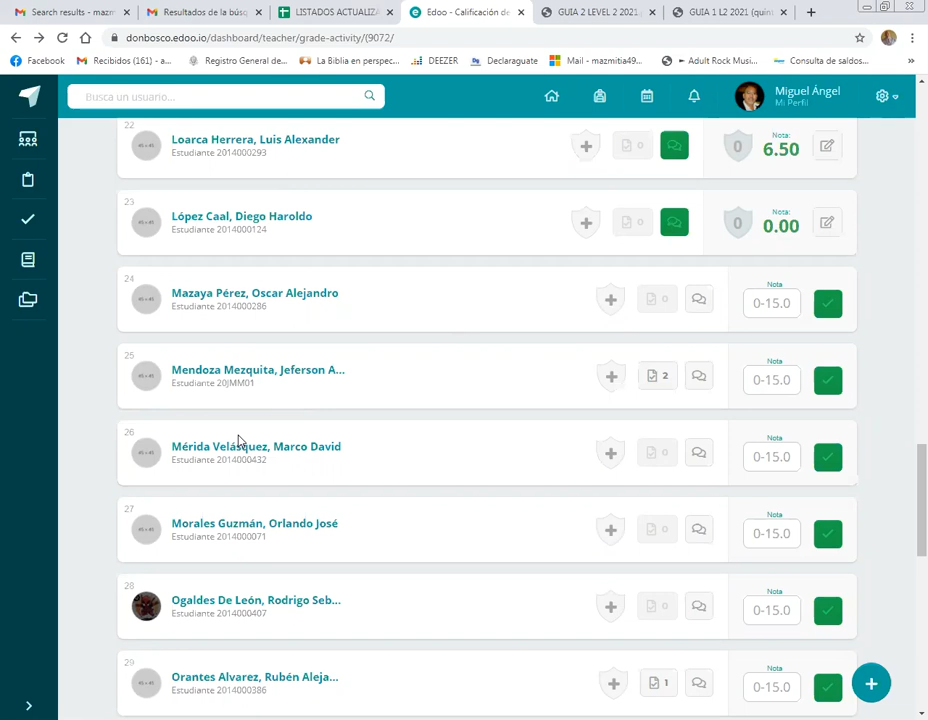 Search results - mazm
Resultados de la búsq
LISTADOS ACTUALIZA
Edoo - Calificación de
GUIA 2 LEVEL 2 2021
GUIA 1 L2 2021 (quin
donbosco.edoo.io/dashboard/teacher/grade-activity/(9072/
Facebook
Recibidos (161) - a...
Registro General de...
La Biblia en perspec...
DEEZER
Declaraguate
Mail - mazmitia49...
► Adult Rock Musi...
Consulta de saldos...
»
Busca un usuario...
Miguel Ángel
Mi Perfil
22
Loarca Herrera, Luis Alexander
Estudiante 2014000293
0
0
Nota:
6.50
23
López Caal, Diego Haroldo
Estudiante 2014000124
0
0
Nota:
0.00
24
Mazaya Pérez, Oscar Alejandro
Estudiante 2014000286
0
Nota
0-15.0
25
Mendoza Mezquita, Jeferson A...
Estudiante 20JMM01
2
Nota
0-15.0
26
Mérida Velásquez, Marco David
Estudiante 2014000432
0
Nota
0-15.0
27
Morales Guzmán, Orlando José
Estudiante 2014000071
0
Nota
0-15.0
28
Ogaldes De León, Rodrigo Seb...
Estudiante 2014000407
0
Nota
0-15.0
29
Orantes Alvarez, Rubén Aleja...
Estudiante 2014000386
1
Nota
0-15.0